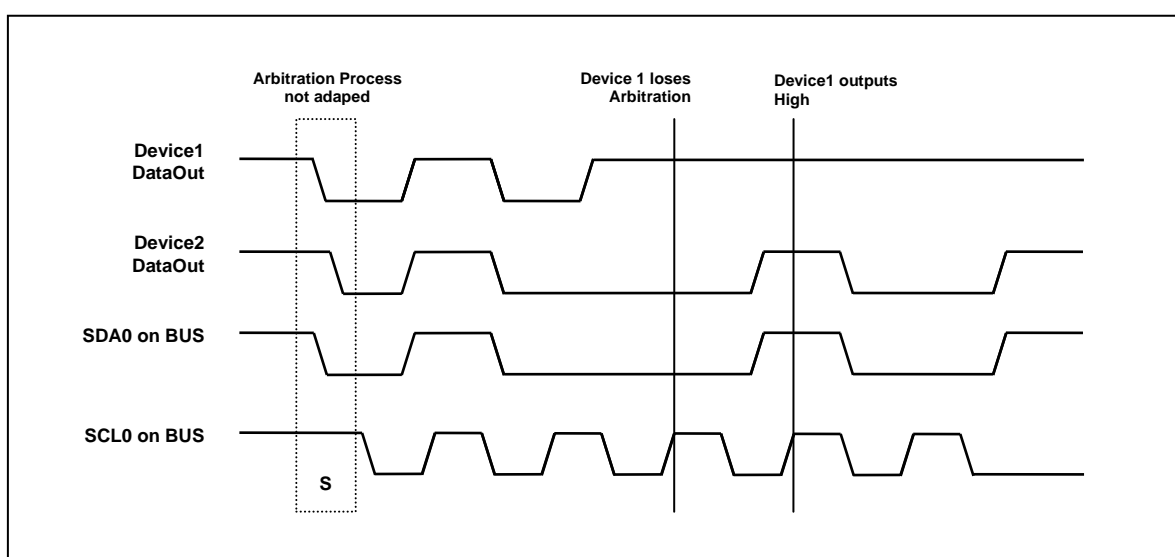 Arbitration Process
not adaped
Device 1 loses
Arbitration
Device1 outputs
High
Device1
DataOut
Device2
DataOut
SDA0 on BUS
SCL0 on BUS
S